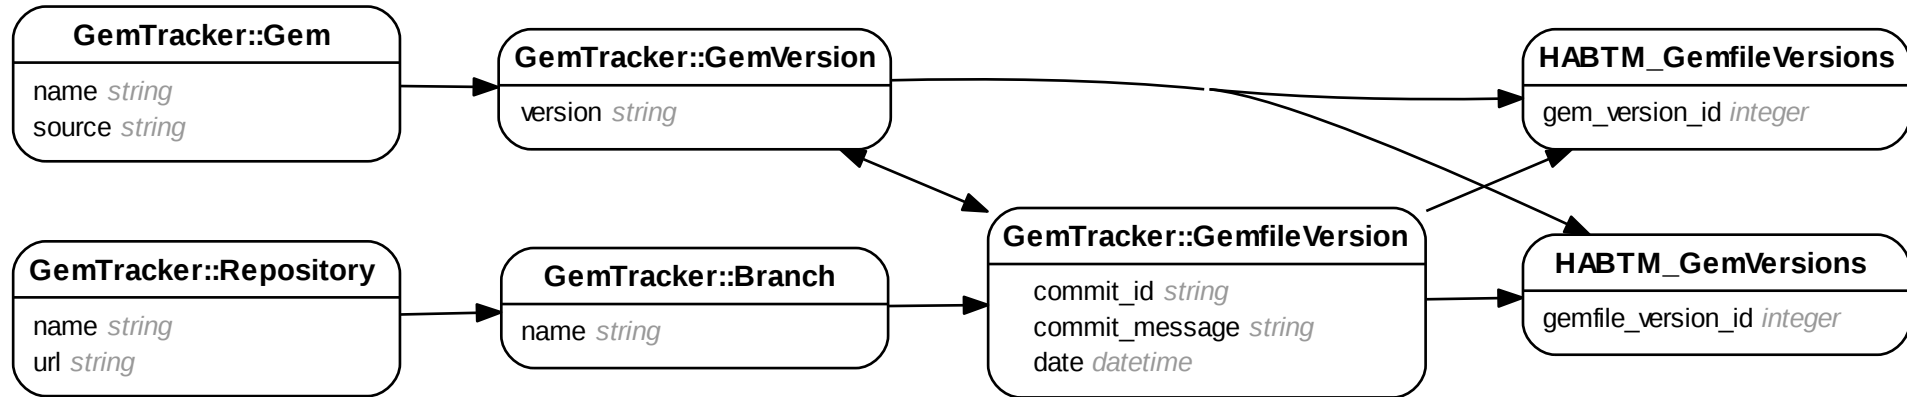 GemTracker::Gem
name string
source string
GemTracker::GemVersion
version string
HABTM_GemfileVersions
gem_version_id integer
GemTracker::Repository
name string
url string
GemTracker::Branch
name string
GemTracker::GemfileVersion
commit_id string
commit_message string
date datetime
HABTM_GemVersions
gemfile_version_id integer